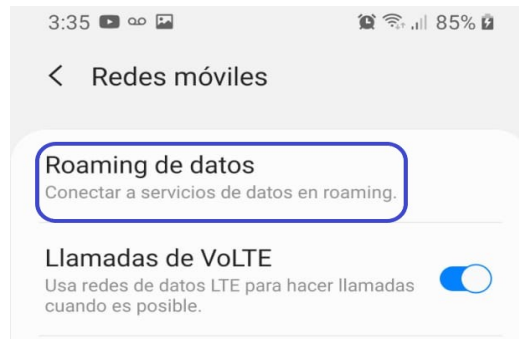 3:35 85%
Redes móviles
Roaming de datos
Conectar a servicios de datos en roaming.
Llamadas de VoLTE
Usa redes de datos LTE para hacer llamadas
cuando es posible.